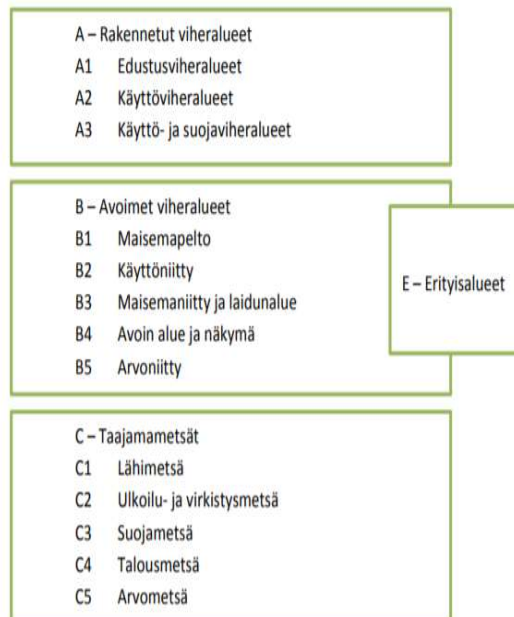 A – Rakennetut viheralueet
A1 Edustusviheralueet
A2 Käyttöviheralueet
A3 Käyttö- ja suojaviheralueet
B – Avoimet viheralueet
B1 Maisemapelto
B2 Käyttöniitty
B3 Maisemaniitty ja laidunalue
B4 Avoin alue ja näkymä
B5 Arvoniitty
E – Erityisalueet
C – Taajamametsät
C1 Lähimetsä
C2 Ulkoilu- ja virkistysmetsä
C3 Suojametsä
C4 Talousmetsä
C5 Arvometsä